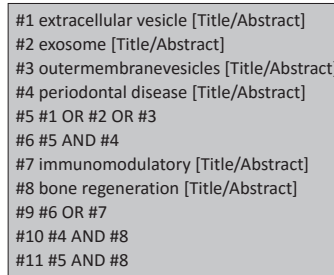 #1 extracellular vesicle [Title/Abstract]
#2 exosome [Title/Abstract]
#3 outermembranevesicles [Title/Abstract]
#4 periodontal disease [Title/Abstract]
#5 #1 OR #2 OR #3
#6 #5 AND #4
#7 immunomodulatory [Title/Abstract]
#8 bone regeneration [Title/Abstract]
#9 #6 OR #7
#10 #4 AND #8
#11 #5 AND #8